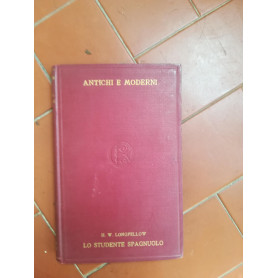 ANTICHI E MODERNI
H. W. LONGFELLOW
LO STUDENTE SPAGNUOLO